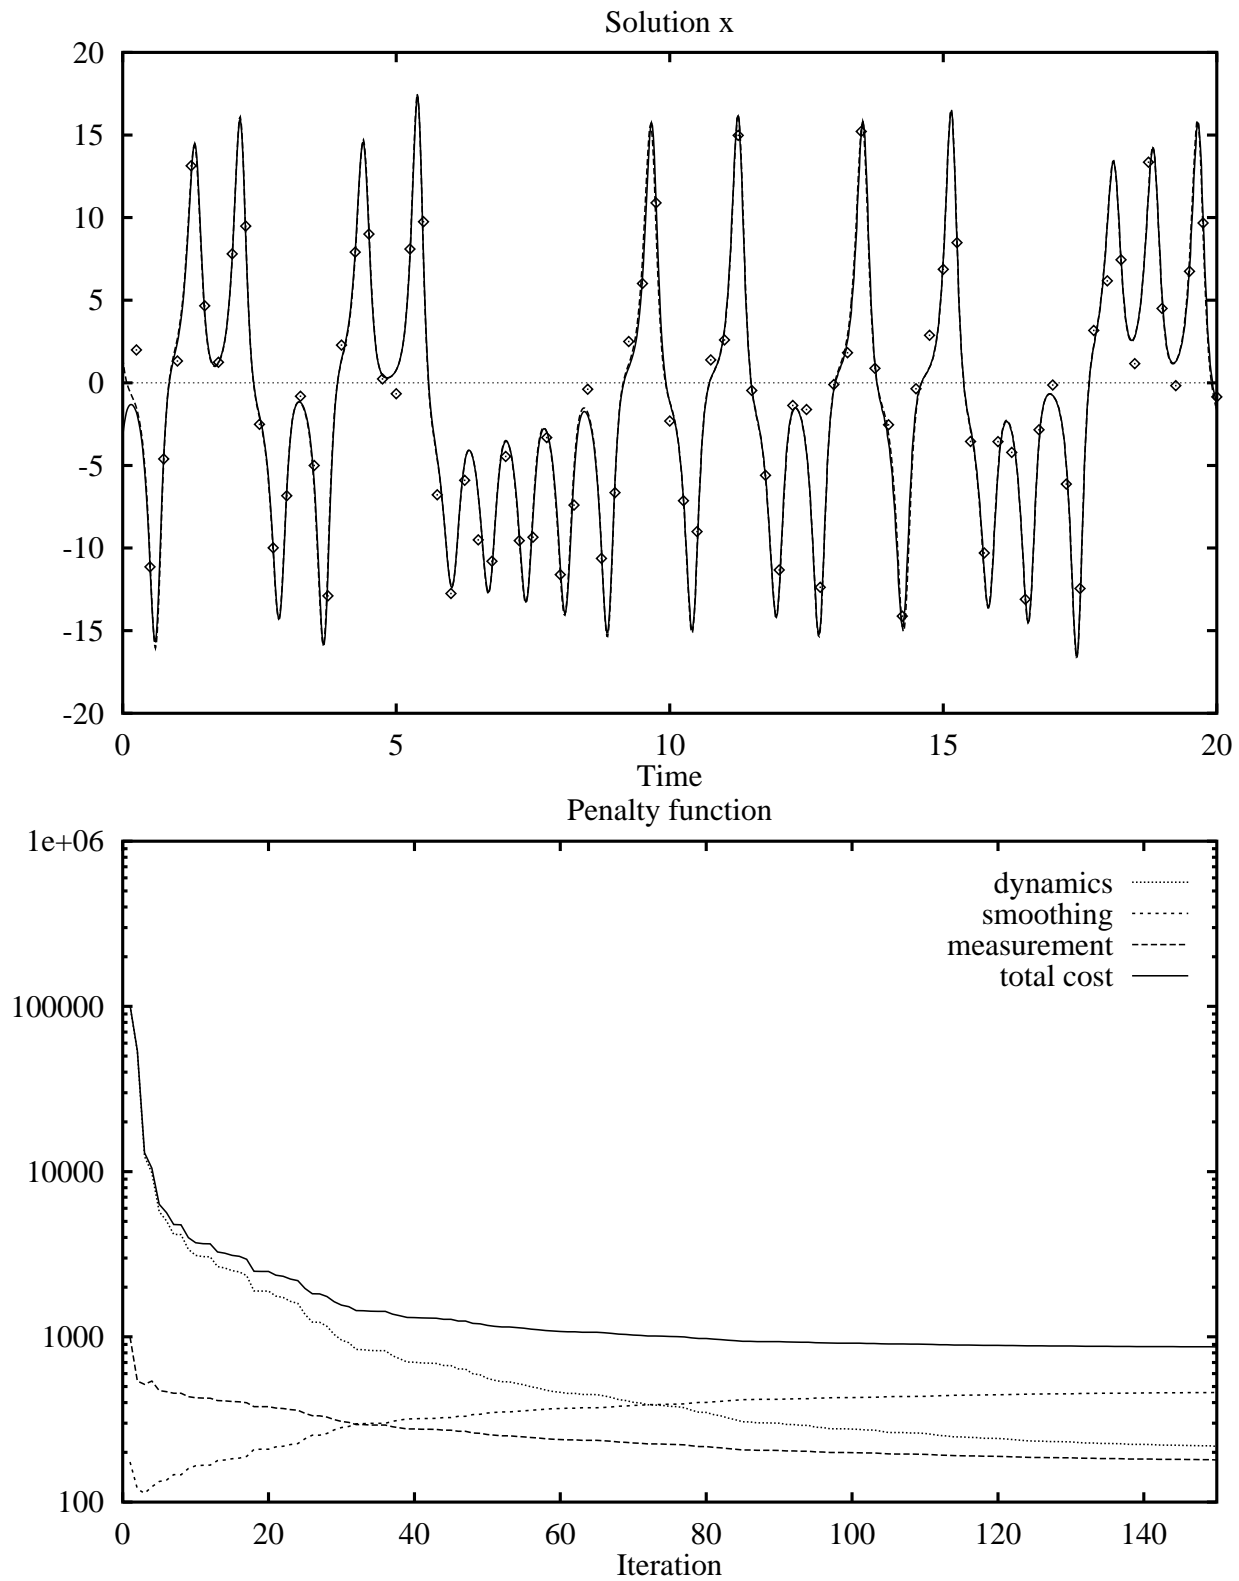 Solution x
20
15
10
5
0
-5
-10
-15
-20
0 5 10 15 20
Time
Penalty function
1e+06
100000
10000
1000
100
dynamics
smoothing
measurement
total cost
0 20 40 60 80 100 120 140
Iteration